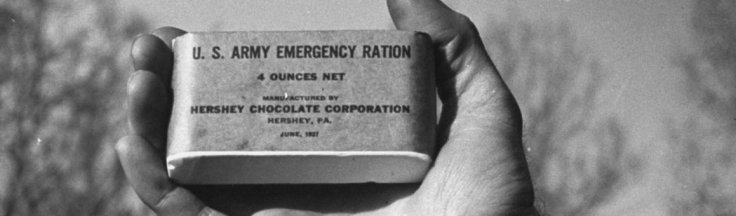 U. S. ARMY EMERGENCY RATION
4 OUNCES NET
MANUFACTURED BY
HERSHEY CHOCOLATE CORPORATION
HERSHEY, PA.
JUNE, 1937